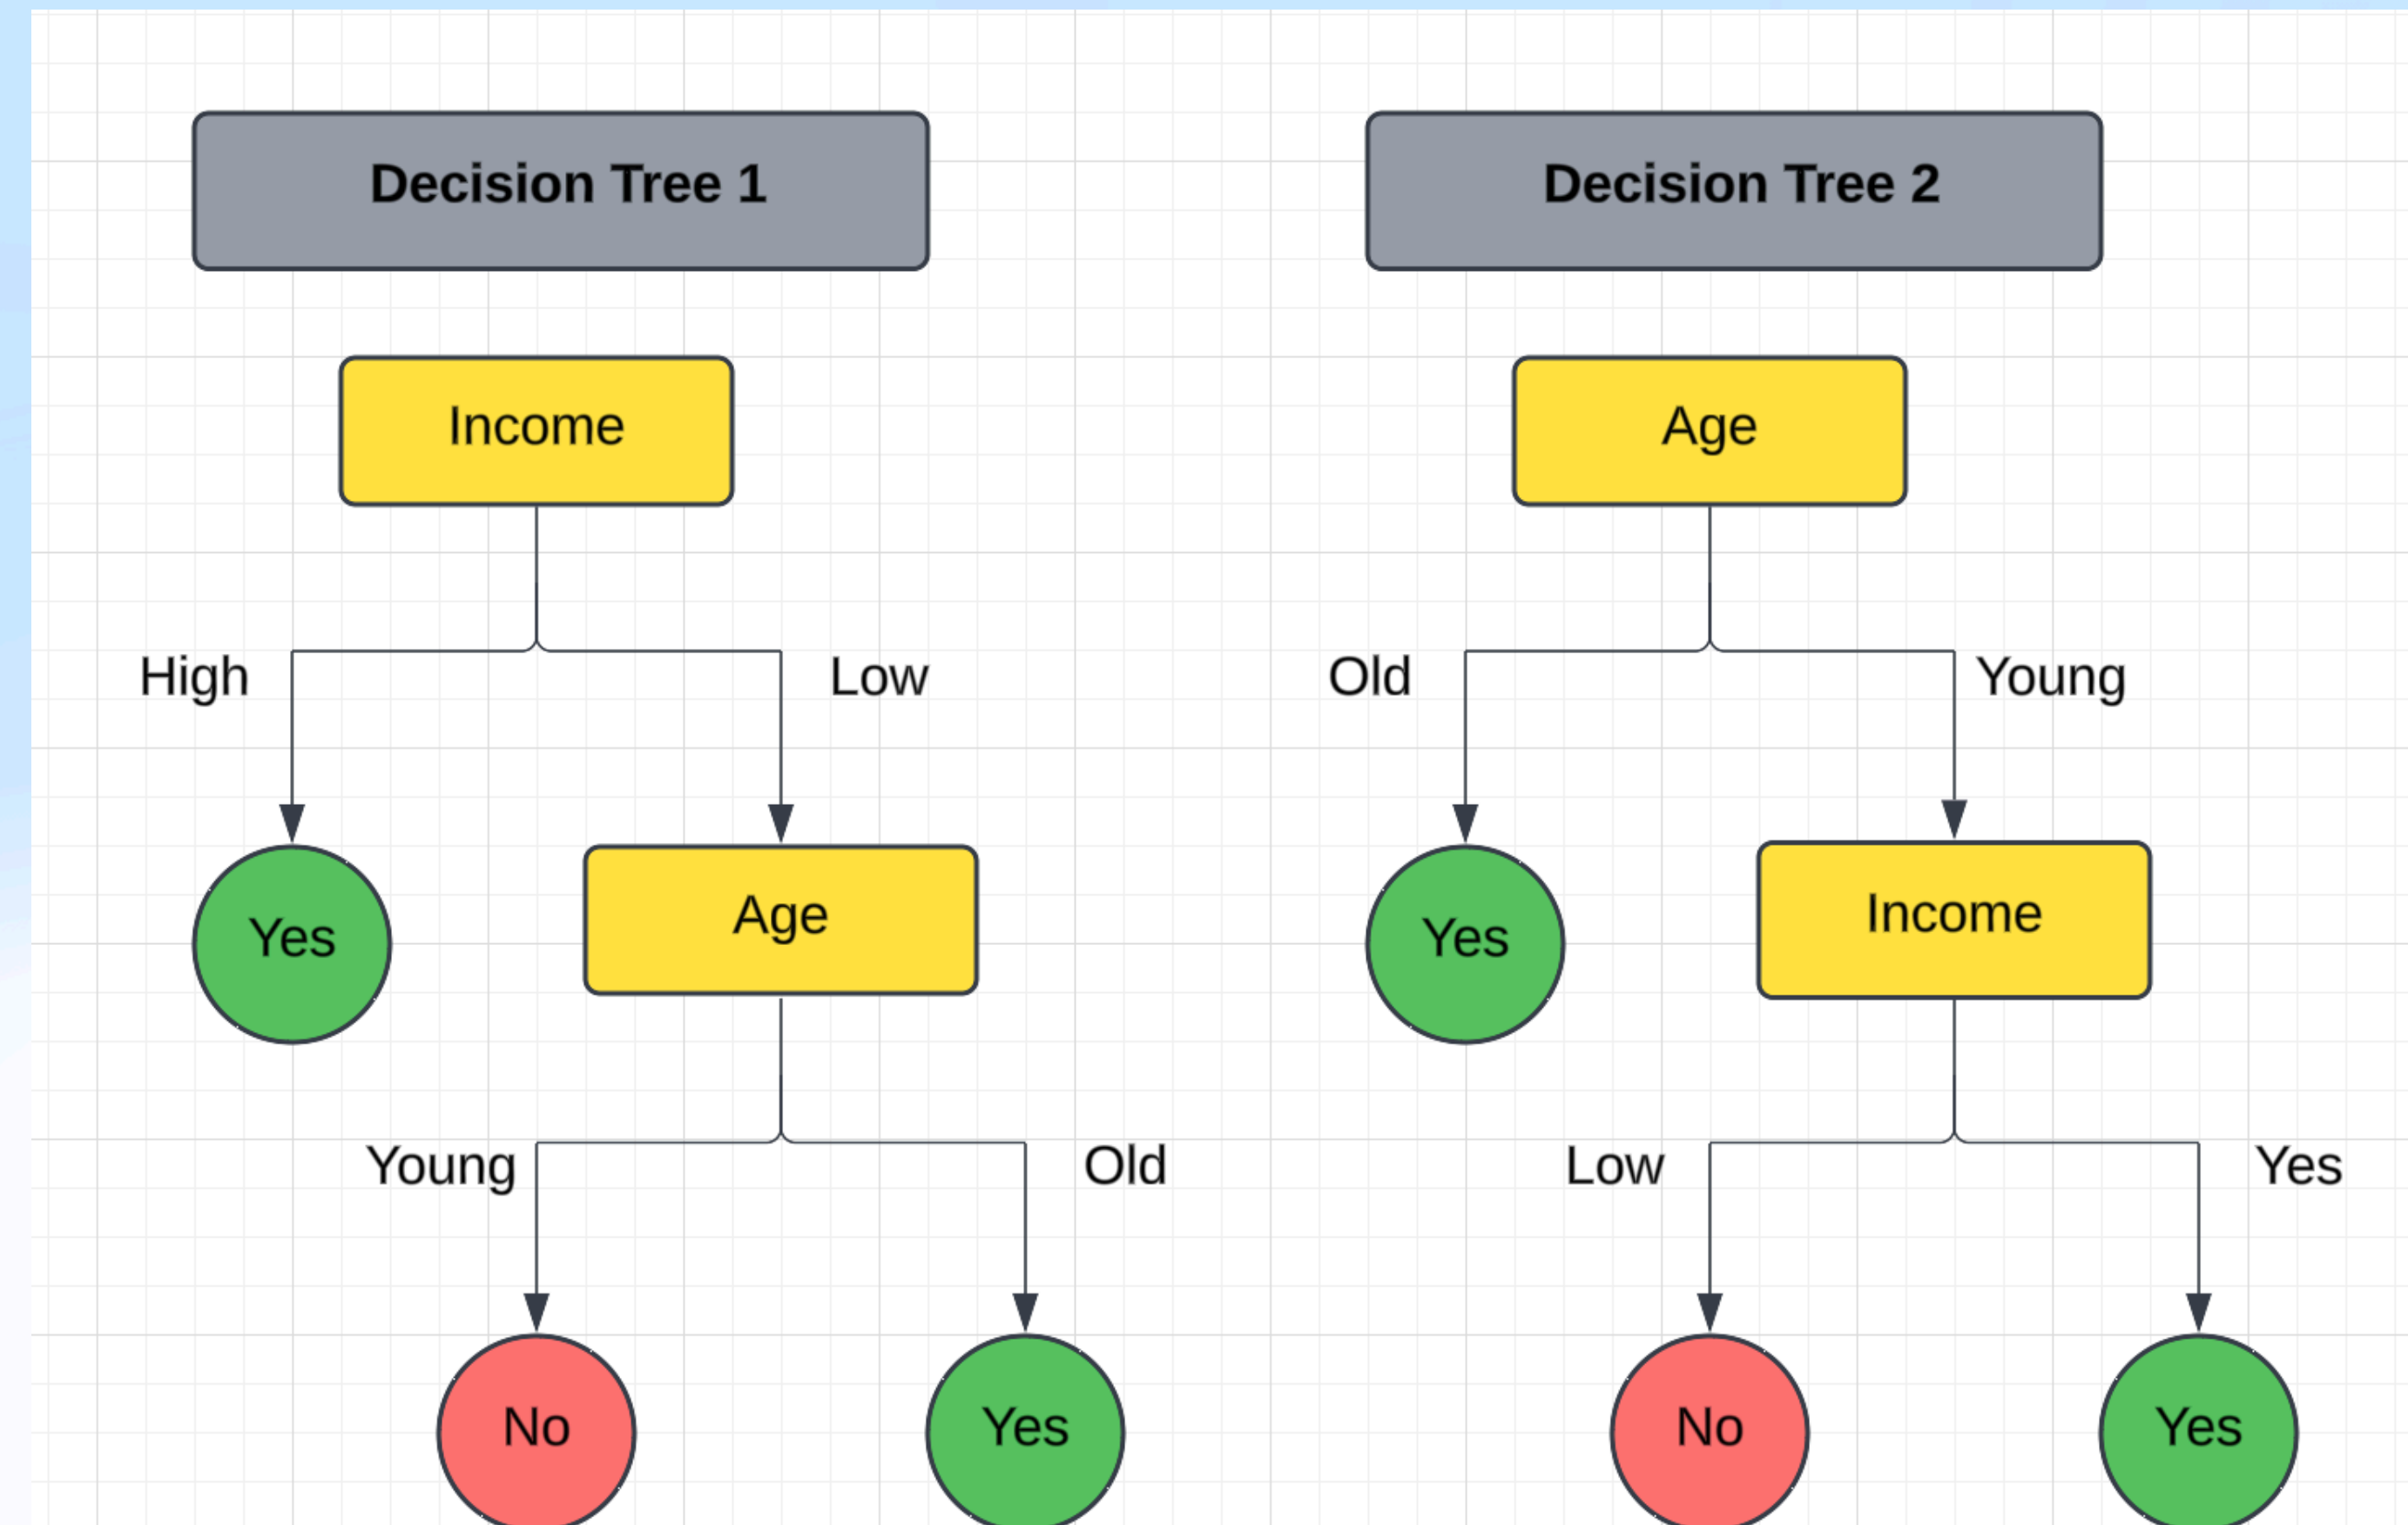 Decision Tree 1
Income
High
Low
Yes
Age
Young
Old
No
Yes
Decision Tree 2
Age
Old
Young
Yes
Income
Low
Yes
No
Yes